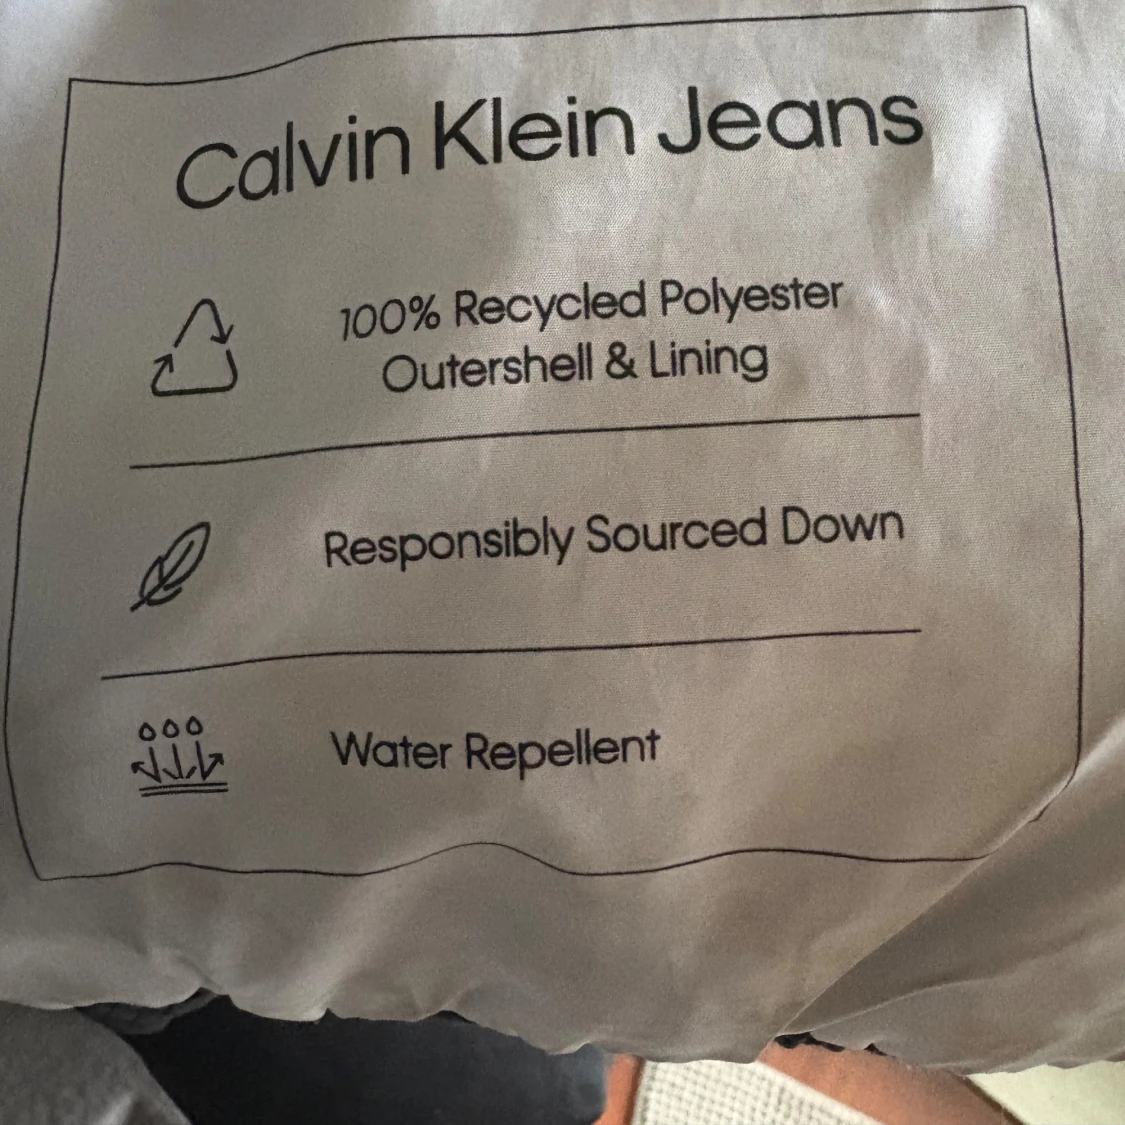 Calvin Klein Jeans
100% Recycled Polyester
Outershell & Lining
Responsibly Sourced Down
Water Repellent